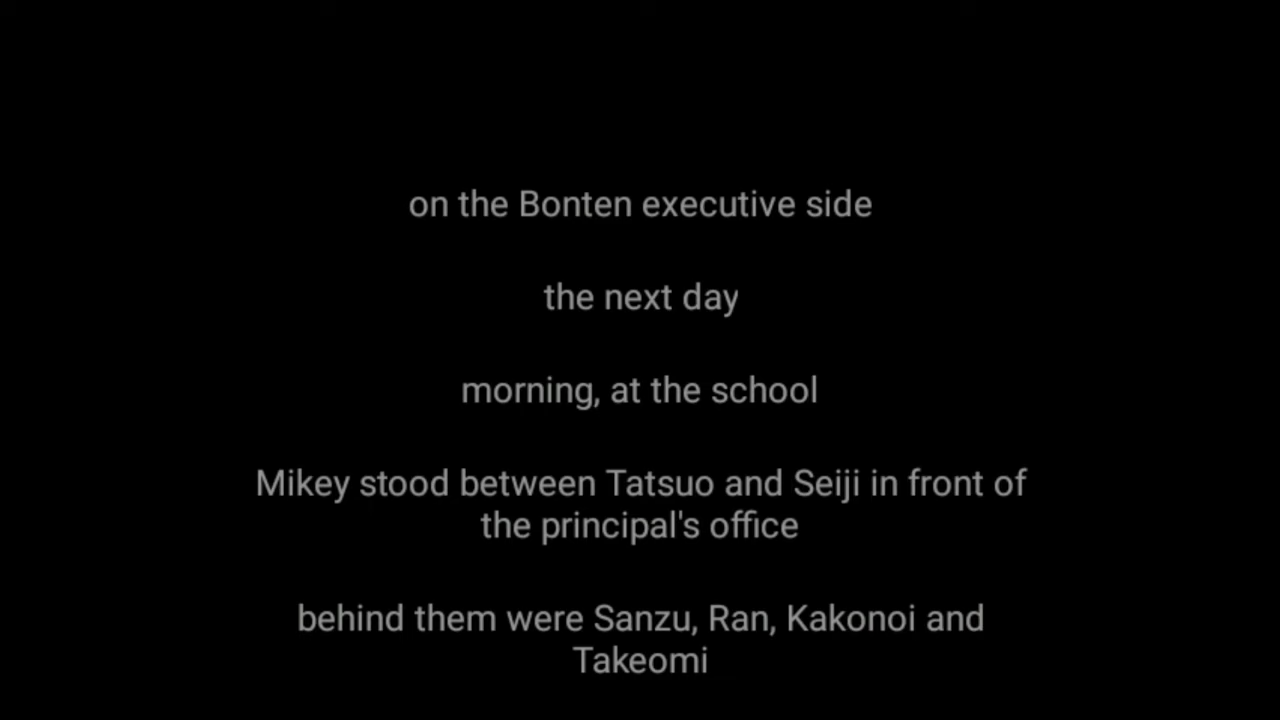 on the Bonten executive side
the next day
morning, at the school
Mikey stood between Tatsuo and Seiji in front of
the principal's office
behind them were Sanzu, Ran, Kakonoi and
Takeomi